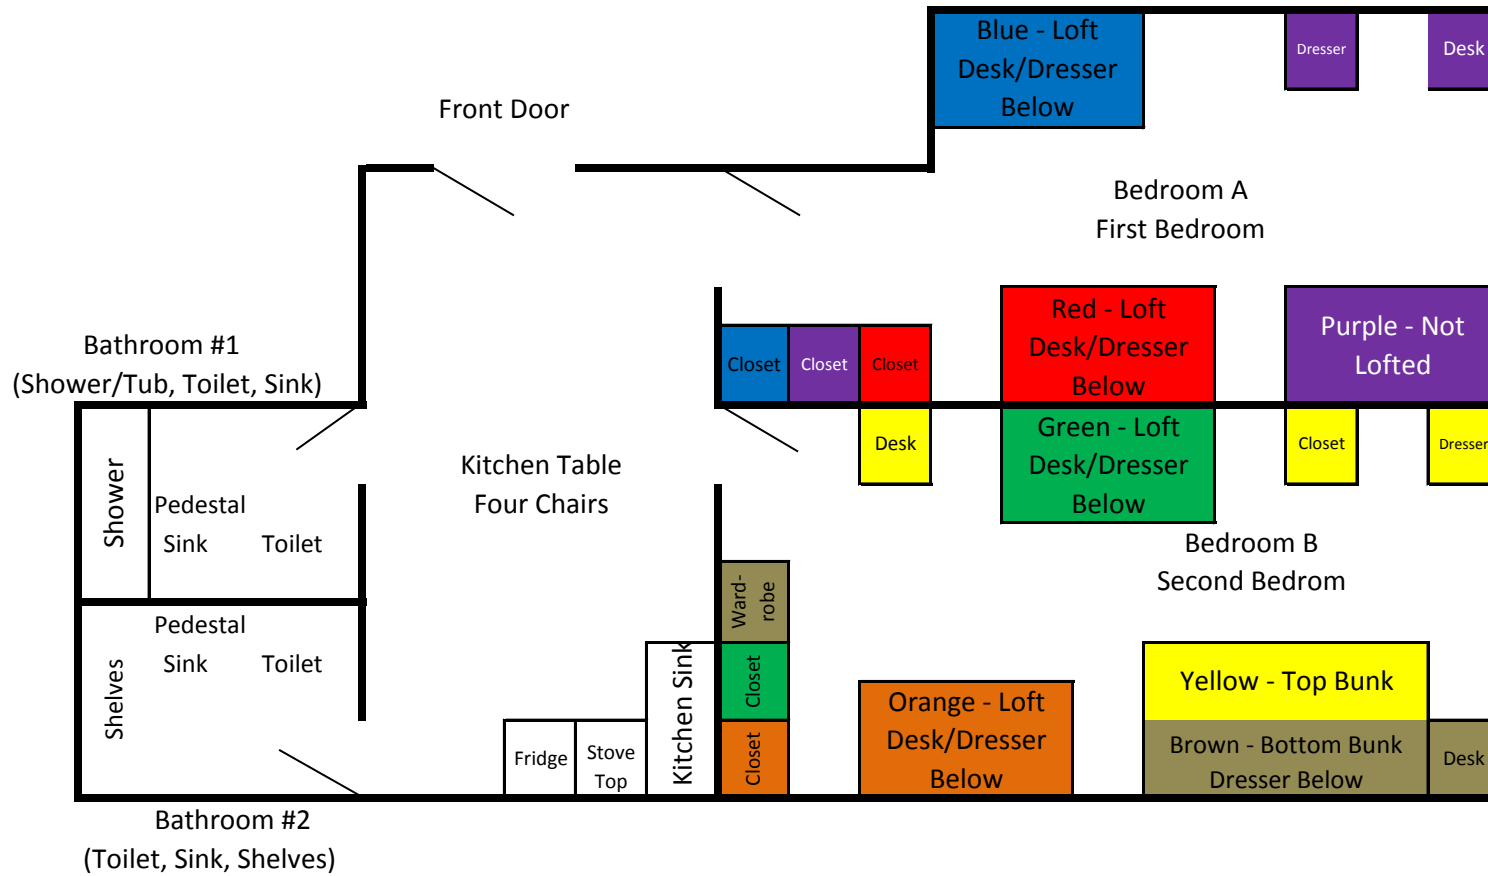 Blue - Loft
Desk/Dresser
Below
Dresser
Desk
Front Door
Bedroom A
First Bedroom
Red - Loft
Desk/Dresser
Below
Purple - Not
Lofted
Closet
Closet
Closet
Bathroom #1
(Shower/Tub, Toilet, Sink)
Desk
Green - Loft
Desk/Dresser
Below
Closet
Dresser
Kitchen Table
Four Chairs
Shower
Pedestal
Sink
Toilet
Bedroom B
Second Bedrom
Ward-
robe
Pedestal
Sink
Toilet
Shelves
Kitchen Sink
Closet
Yellow - Top Bunk
Orange - Loft
Desk/Dresser
Below
Fridge
Stove
Top
Closet
Brown - Bottom Bunk
Dresser Below
Desk
Bathroom #2
(Toilet, Sink, Shelves)